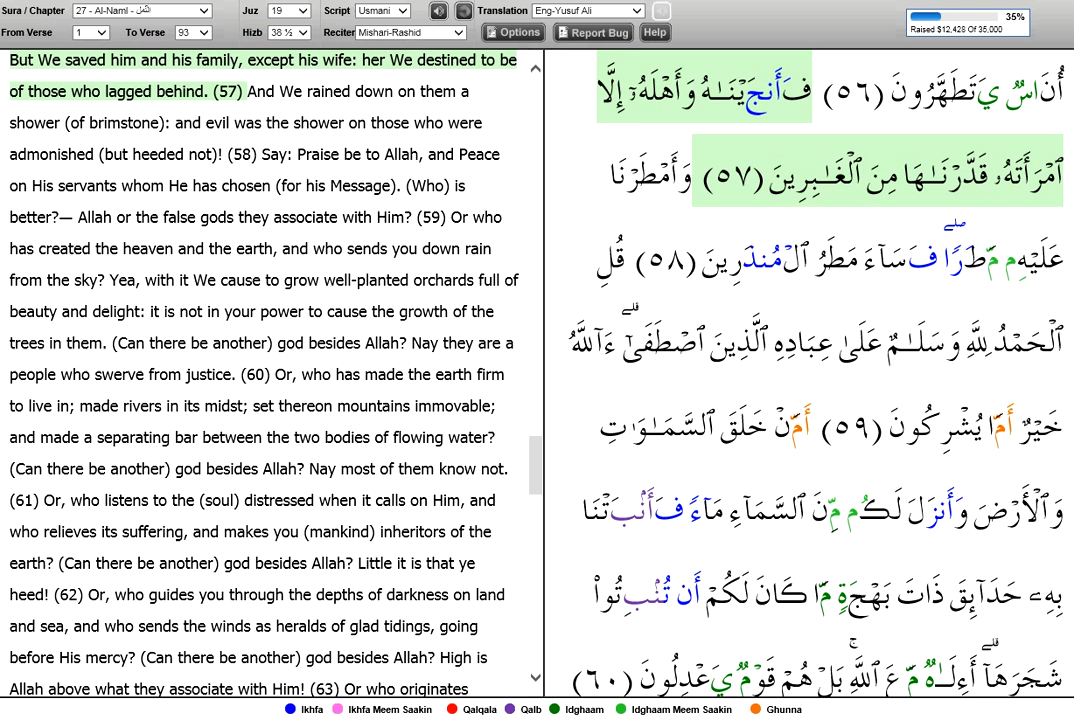 Sura / Chapter 27 - Al-Naml - النّمل Juz 19 Script Usmani Translation Eng-Yusuf Ali
From Verse 1 To Verse 93 Hizb 38 ½ Reciter Mishari-Rashid Options Report Bug Help
35%
Raised $12,428 Of 35,000
But We saved him and his family, except his wife: her We destined to be
of those who lagged behind. (57) And We rained down on them a
shower (of brimstone): and evil was the shower on those who were
admonished (but heeded not)! (58) Say: Praise be to Allah, and Peace
on His servants whom He has chosen (for his Message). (Who) is
better?— Allah or the false gods they associate with Him? (59) Or who
has created the heaven and the earth, and who sends you down rain
from the sky? Yea, with it We cause to grow well-planted orchards full of
beauty and delight: it is not in your power to cause the growth of the
trees in them. (Can there be another) god besides Allah? Nay they are a
people who swerve from justice. (60) Or, who has made the earth firm
to live in; made rivers in its midst; set thereon mountains immovable;
and made a separating bar between the two bodies of flowing water?
(Can there be another) god besides Allah? Nay most of them know not.
(61) Or, who listens to the (soul) distressed when it calls on Him, and
who relieves its suffering, and makes you (mankind) inheritors of the
earth? (Can there be another) god besides Allah? Little it is that ye
heed! (62) Or, who guides you through the depths of darkness on land
and sea, and who sends the winds as heralds of glad tidings, going
before His mercy? (Can there be another) god besides Allah? High is
Allah above what they associate with Him! (63) Or who originates
أُنَاسٌ يَتَطَهَّرُونَ (٥٦) فَأَنجَيْنَـٰهُ وَأَهْلَهُۥٓ إِلَّا
ٱمْرَأَتَهُۥ قَدَّرْنَـٰهَا مِنَ ٱلْغَـٰبِرِينَ (٥٧) وَأَمْطَرْنَا
عَلَيْهِم مَّطَرًا ۖ فَسَآءَ مَطَرُ ٱلْمُنذَرِينَ (٥٨) قُلِ
ٱلْحَمْدُ لِلَّهِ وَسَلَـٰمٌ عَلَىٰ عِبَادِهِ ٱلَّذِينَ ٱصْطَفَىٰٓ ۗ ءَآللَّهُ
خَيْرٌ أَمَّا يُشْرِكُونَ (٥٩) أَمَّنْ خَلَقَ ٱلسَّمَـٰوَٰتِ
وَٱلْأَرْضَ وَأَنزَلَ لَكُم مِّنَ ٱلسَّمَآءِ مَآءً فَأَنۢبَتْنَا
بِهِۦ حَدَآئِقَ ذَاتَ بَهْجَةٍ مَّا كَانَ لَكُمْ أَن تُنۢبِتُوا۟
شَجَرَهَآ ۗ أَءِلَـٰهٌ مَّعَ ٱللَّهِ ۚ بَلْ هُمْ قَوْمٌ يَعْدِلُونَ (٦٠)
Ikhfa Ikhfa Meem Saakin Qalqala Qalb Idghaam Idghaam Meem Saakin Ghunna